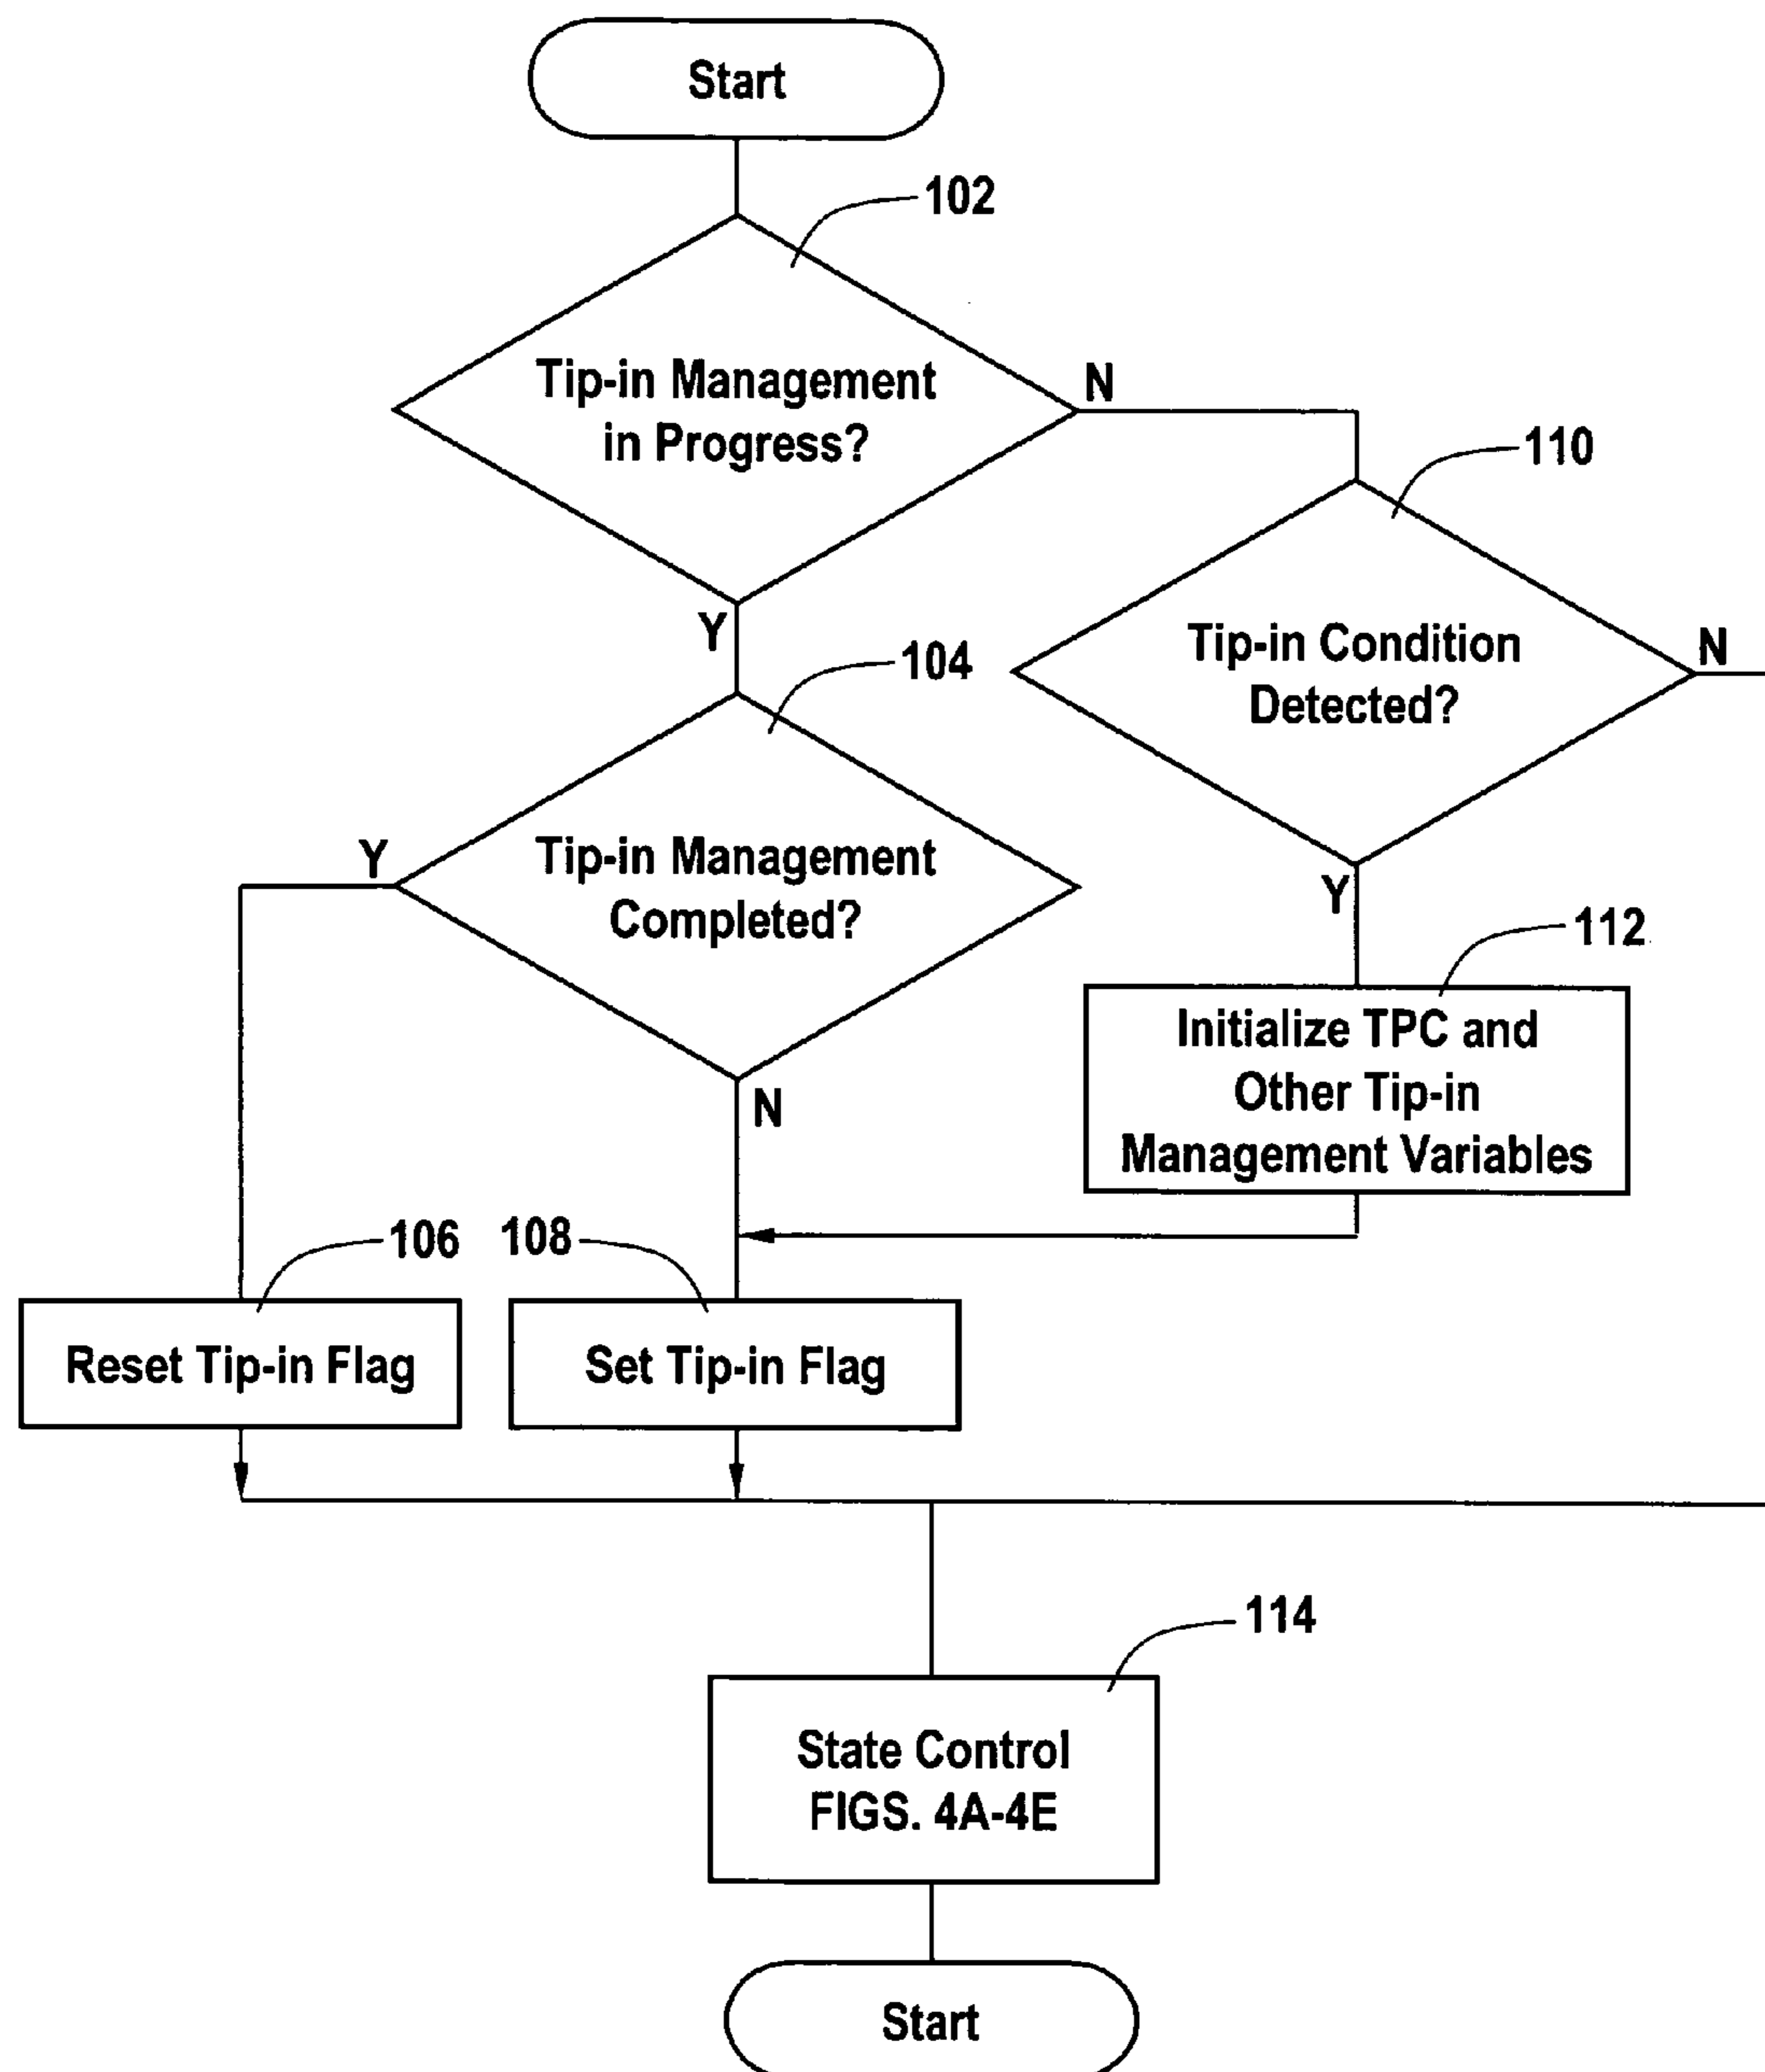 Start
102
Tip-in Management
in Progress?
N
Y
110
Tip-in Condition
Detected?
N
Y
104
Tip-in Management
Completed?
Y
N
112
Initialize TPC and
Other Tip-in
Management Variables
106
108
Reset Tip-in Flag
Set Tip-in Flag
114
State Control
FIGS. 4A-4E
Start